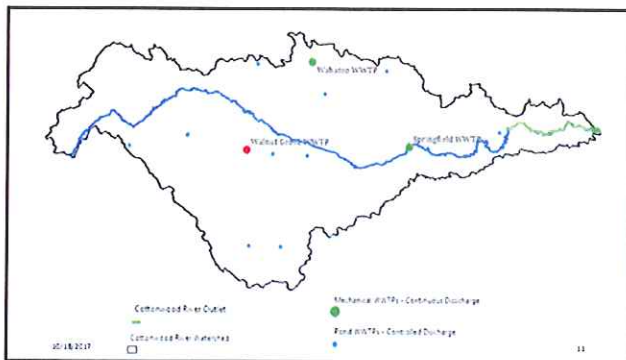 Wabasso WWTP
Walnut Grove WWTP
Springfield WWTP
Cottonwood River Outlet
Cottonwood River Watershed
Mechanical WWTPs - Continuous Discharge
Pond WWTPs - Controlled Discharge
10/18/2017
11